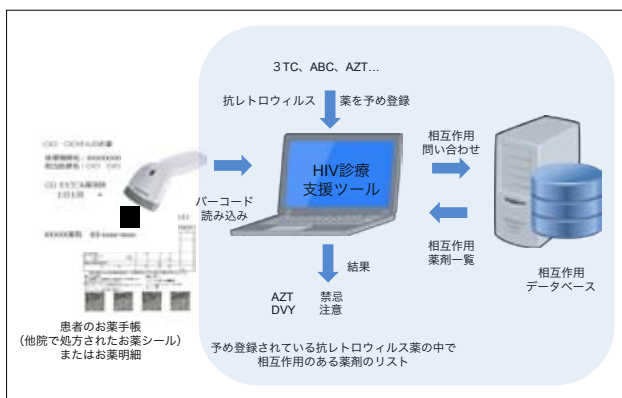 3TC、ABC、AZT…
抗レトロウィルス 薬を予め登録
相互作用
問い合わせ
HIV診療
支援ツール
バーコード
読み込み
相互作用
薬剤一覧
結果
相互作用
データベース
AZT 禁忌
DVY 注意
患者のお薬手帳
（他院で処方されたお薬シール）
またはお薬明細
予め登録されている抗レトロウィルス薬の中で
相互作用のある薬剤のリスト